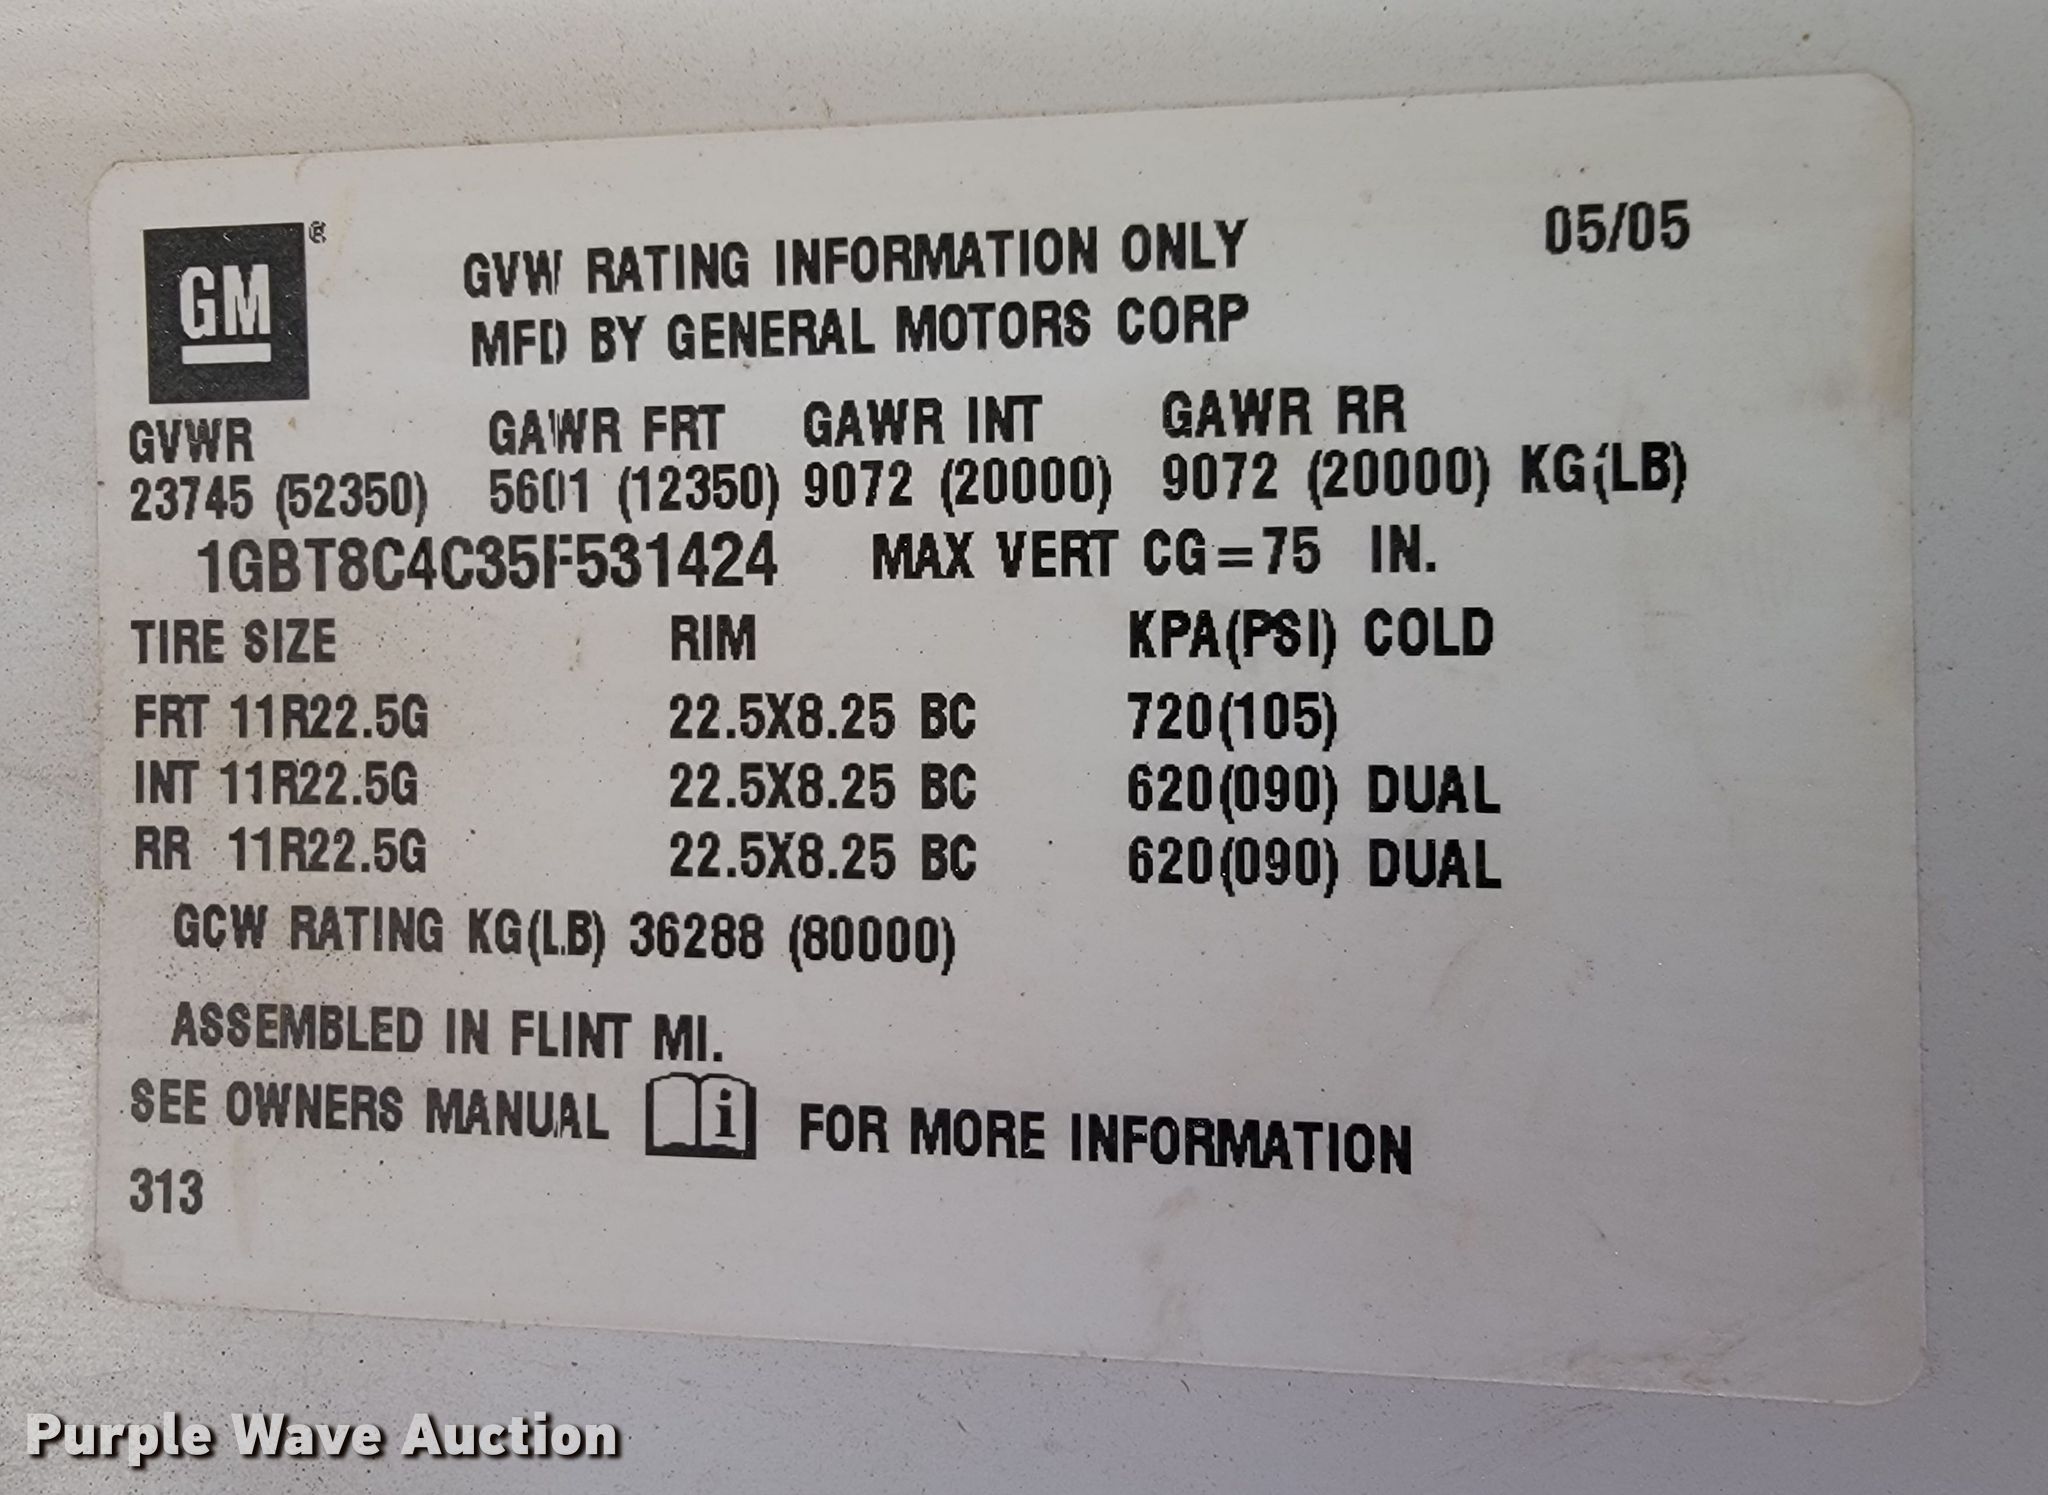 GM®
GVW RATING INFORMATION ONLY 05/05
MFD BY GENERAL MOTORS CORP
GVWR GAWR FRT GAWR INT GAWR RR
23745 (52350) 5601 (12350) 9072 (20000) 9072 (20000) KG(LB)
1GBT8C4C35F531424 MAX VERT CG=75 IN.
TIRE SIZE RIM KPA(PSI) COLD
FRT 11R22.5G 22.5X8.25 BC 720(105)
INT 11R22.5G 22.5X8.25 BC 620(090) DUAL
RR 11R22.5G 22.5X8.25 BC 620(090) DUAL
GCW RATING KG(LB) 36288 (80000)
ASSEMBLED IN FLINT MI.
SEE OWNERS MANUAL i FOR MORE INFORMATION
313
Purple Wave Auction